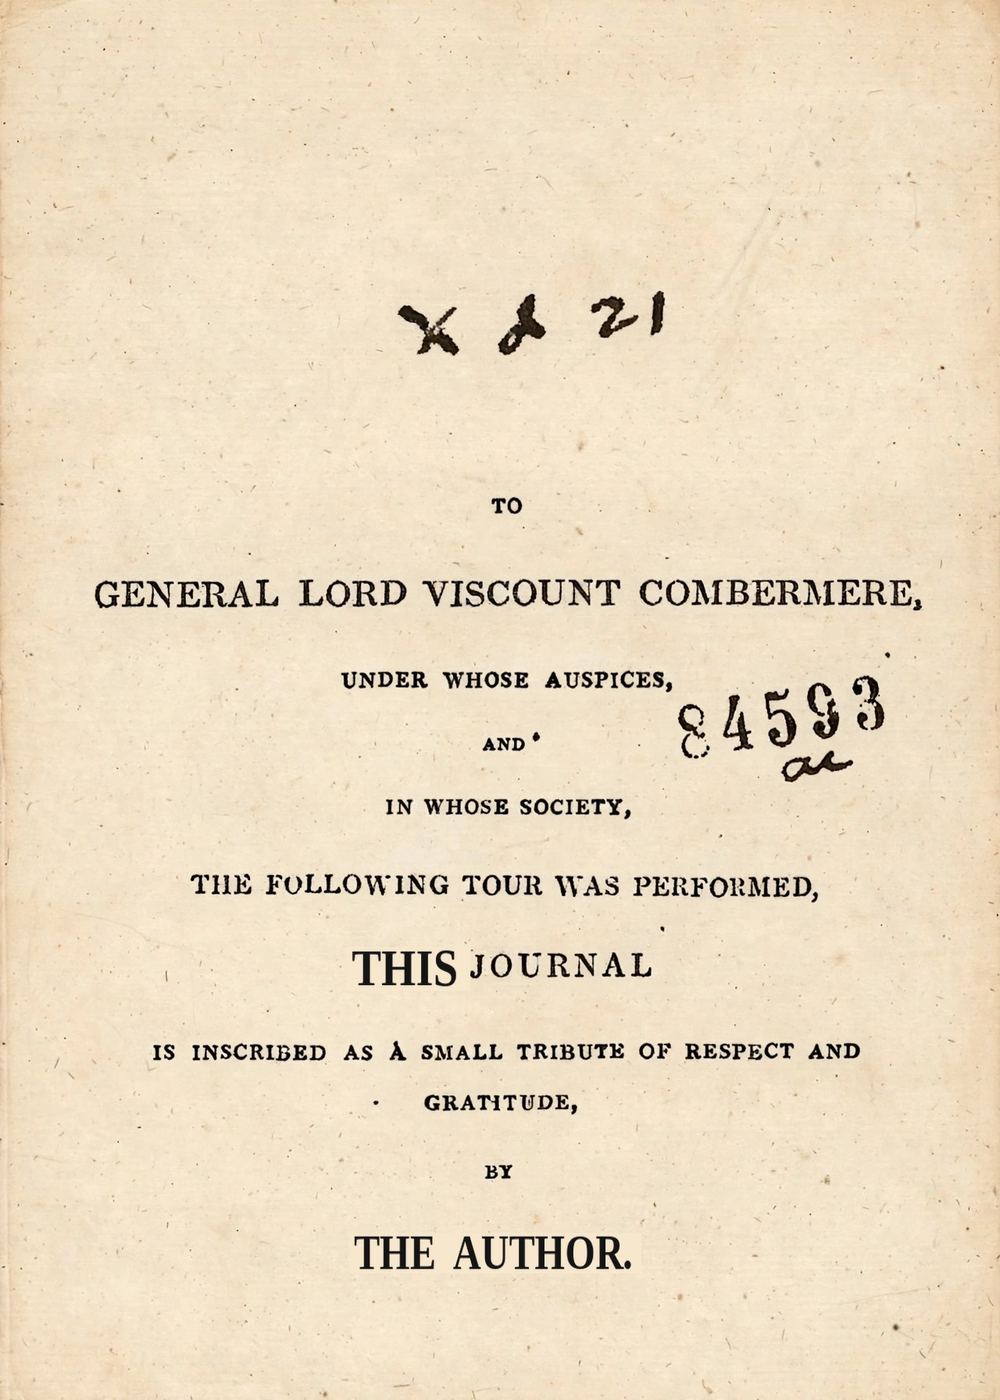 X & 21
TO
GENERAL LORD VISCOUNT COMBERMERE,
UNDER WHOSE AUSPICES,
84593
AND
ac
IN WHOSE SOCIETY,
THE FOLLOWING TOUR WAS PERFORMED,
THIS JOURNAL
IS INSCRIBED AS A SMALL TRIBUTE OF RESPECT AND
GRATITUDE,
BY
THE AUTHOR.